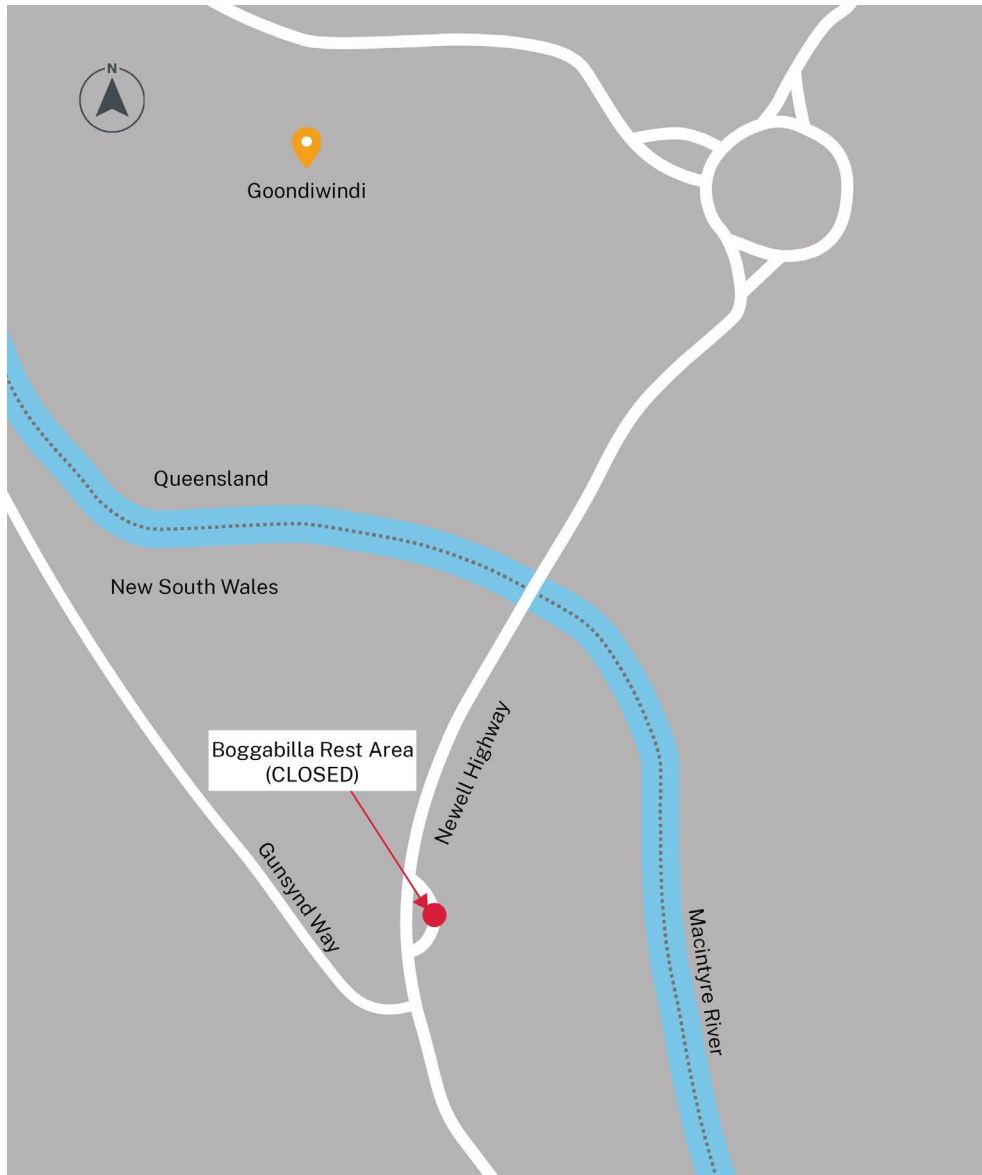 N
Goondiwindi
Queensland
New South Wales
Boggabilla Rest Area
(CLOSED)
Newell Highway
Gunsynd Way
Macintyre River